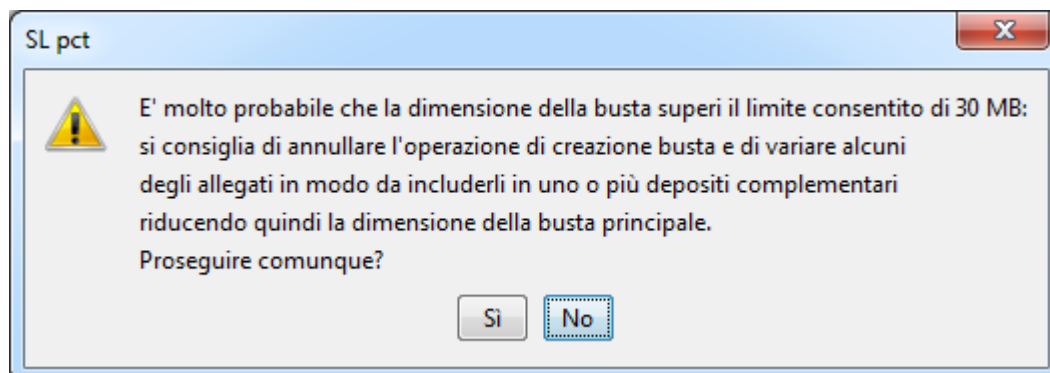 SL pct
E' molto probabile che la dimensione della busta superi il limite consentito di 30 MB:
si consiglia di annullare l'operazione di creazione busta e di variare alcuni
degli allegati in modo da includerli in uno o più depositi complementari
riducendo quindi la dimensione della busta principale.
Proseguire comunque?
Sì No